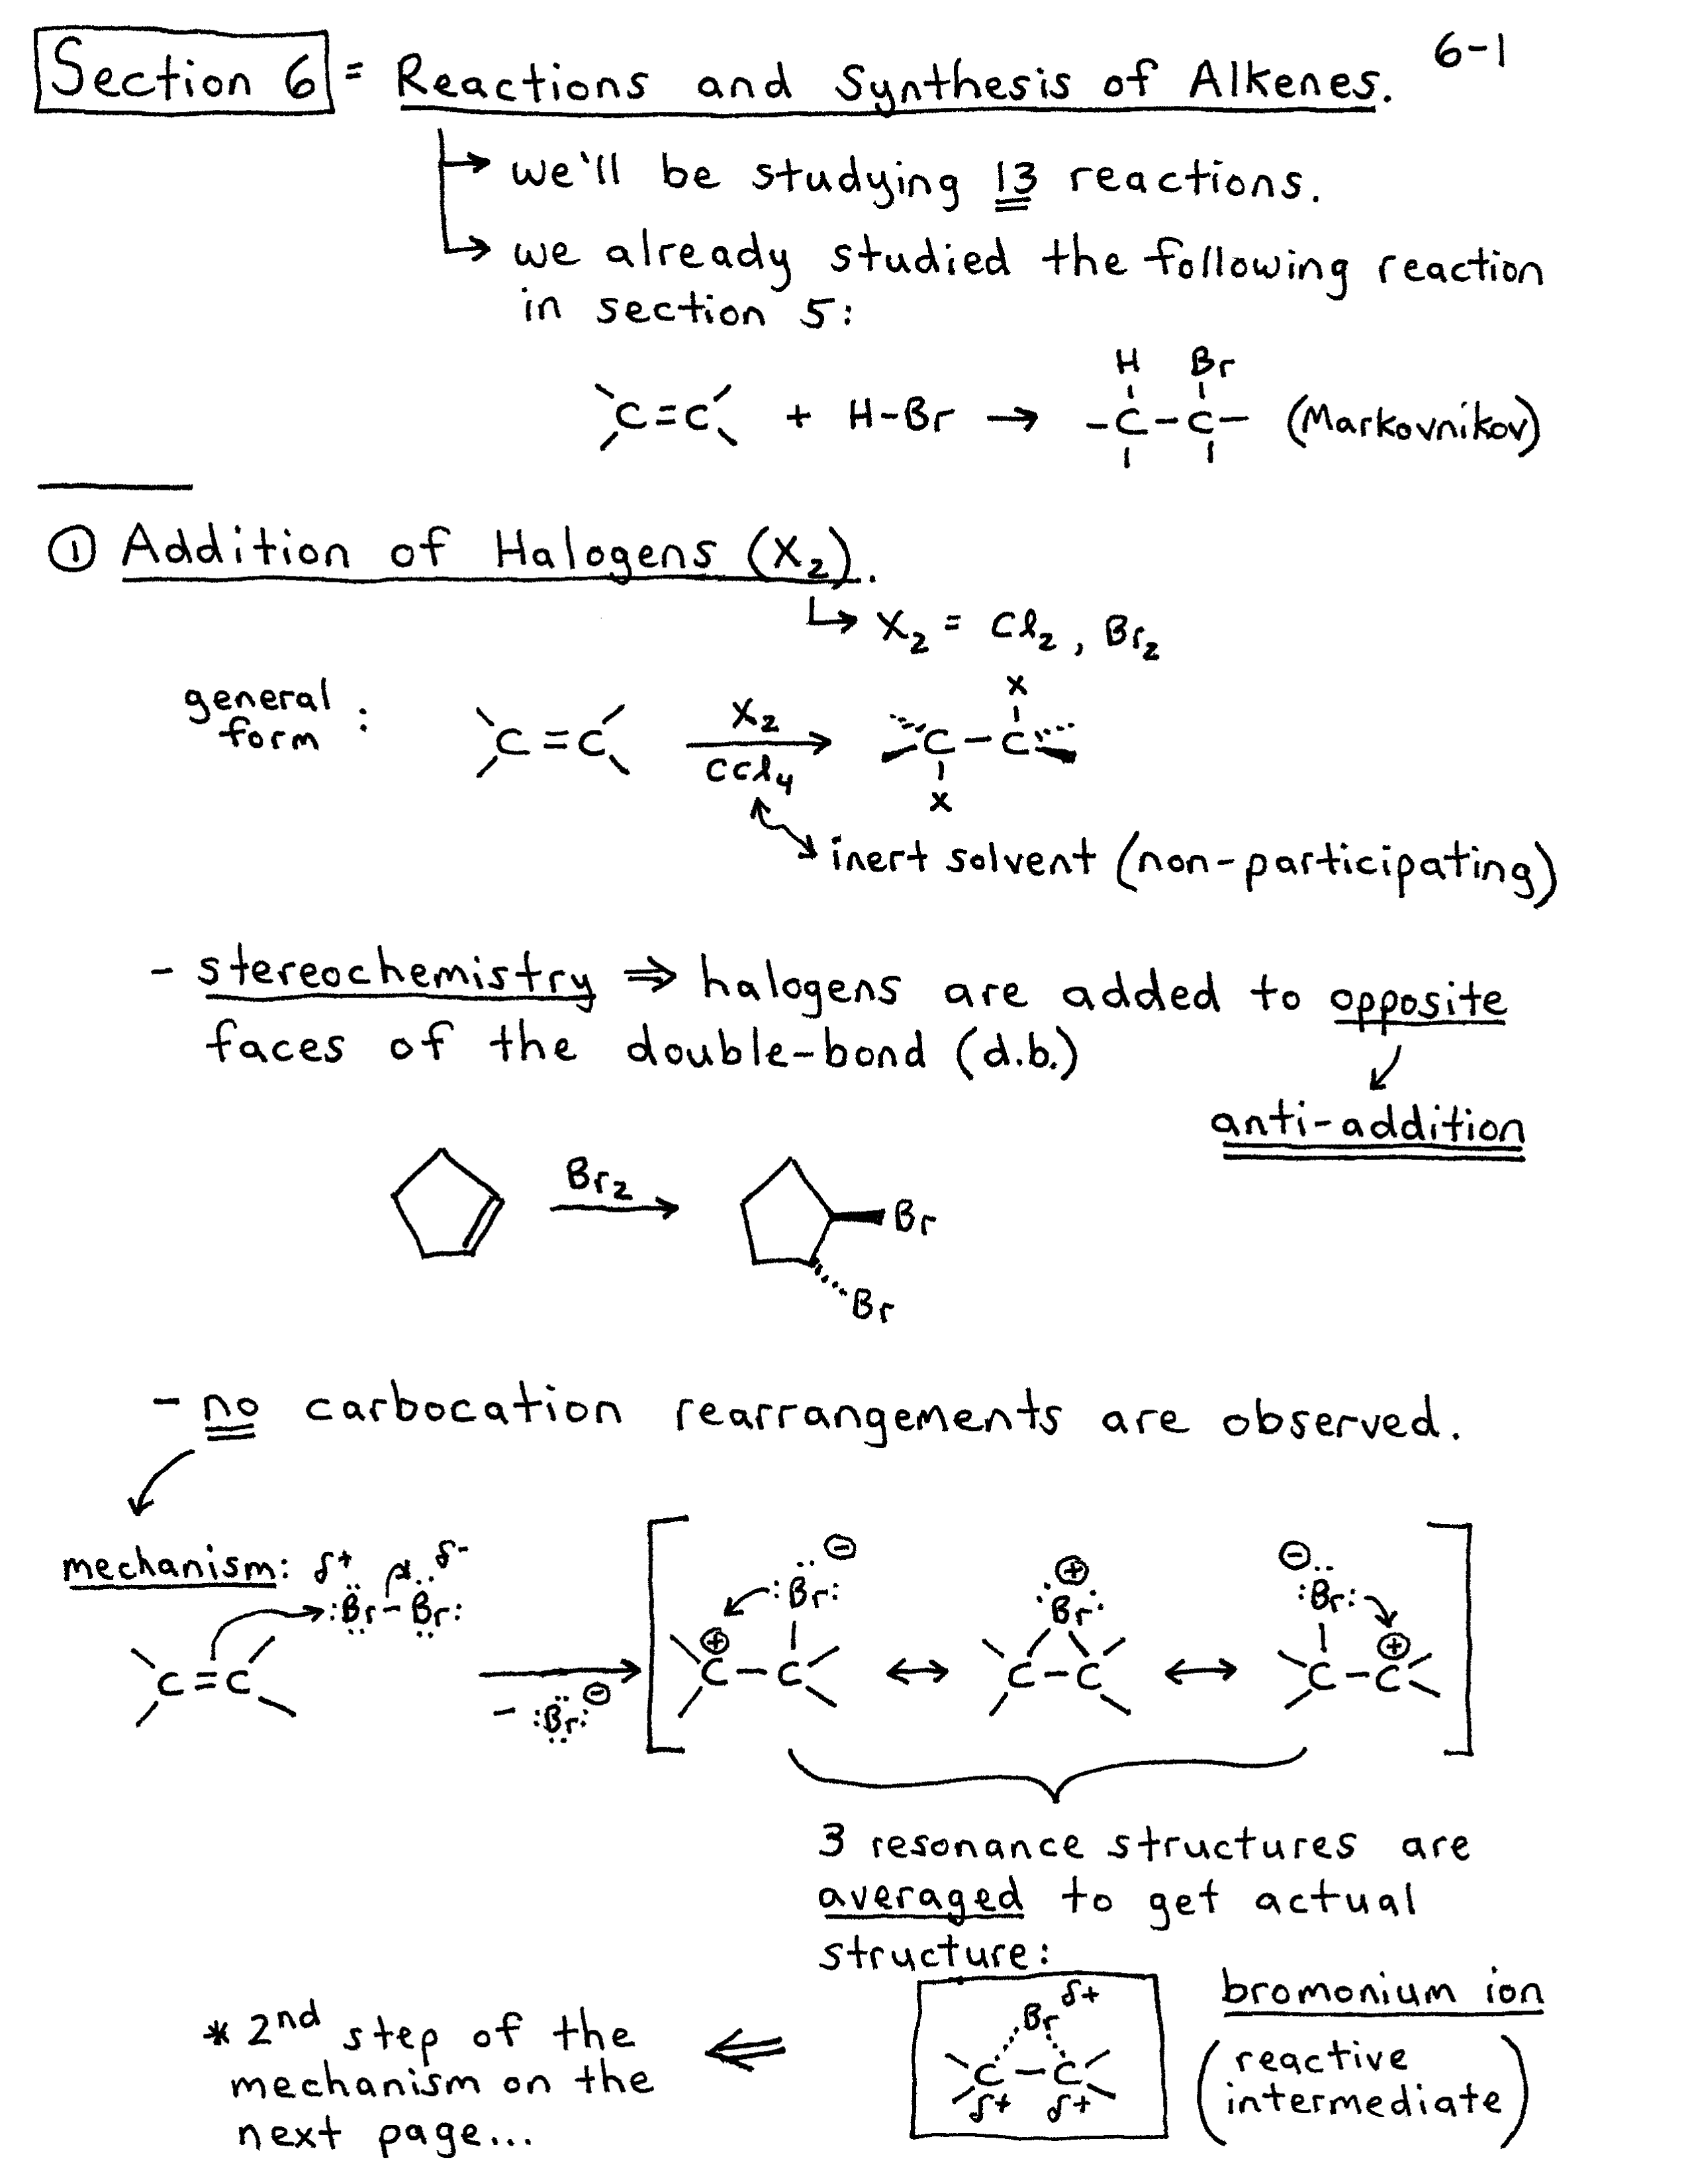 Section 6 = Reactions and Synthesis of Alkenes. 6-1
→ we'll be studying 13 reactions.
→ we already studied the following reaction
in section 5:
H Br
C=C + H-Br → -C-C- (Markovnikov)
① Addition of Halogens (X₂).
↳ X₂ = Cl₂, Br₂
general
form :
C=C X₂ → CCl₄ X C-C X
inert solvent (non-participating)
- stereochemistry ⇒ halogens are added to opposite
faces of the double-bond (d.b.)
anti-addition
Br₂ → Br
Br
- no carbocation rearrangements are observed.
mechanism: δ+ δ-
:Br-Br:
C=C → - :Br:⊖ [ ⊕C-C :Br:⊖ ↔ C-C Br⊕ ↔ ⊖:Br: C-C⊕ ]
3 resonance structures are
averaged to get actual
structure:
Br δ+
C-C
δ+ δ+
bromonium ion
(reactive
intermediate)
* 2nd step of the ⇐
mechanism on the
next page...